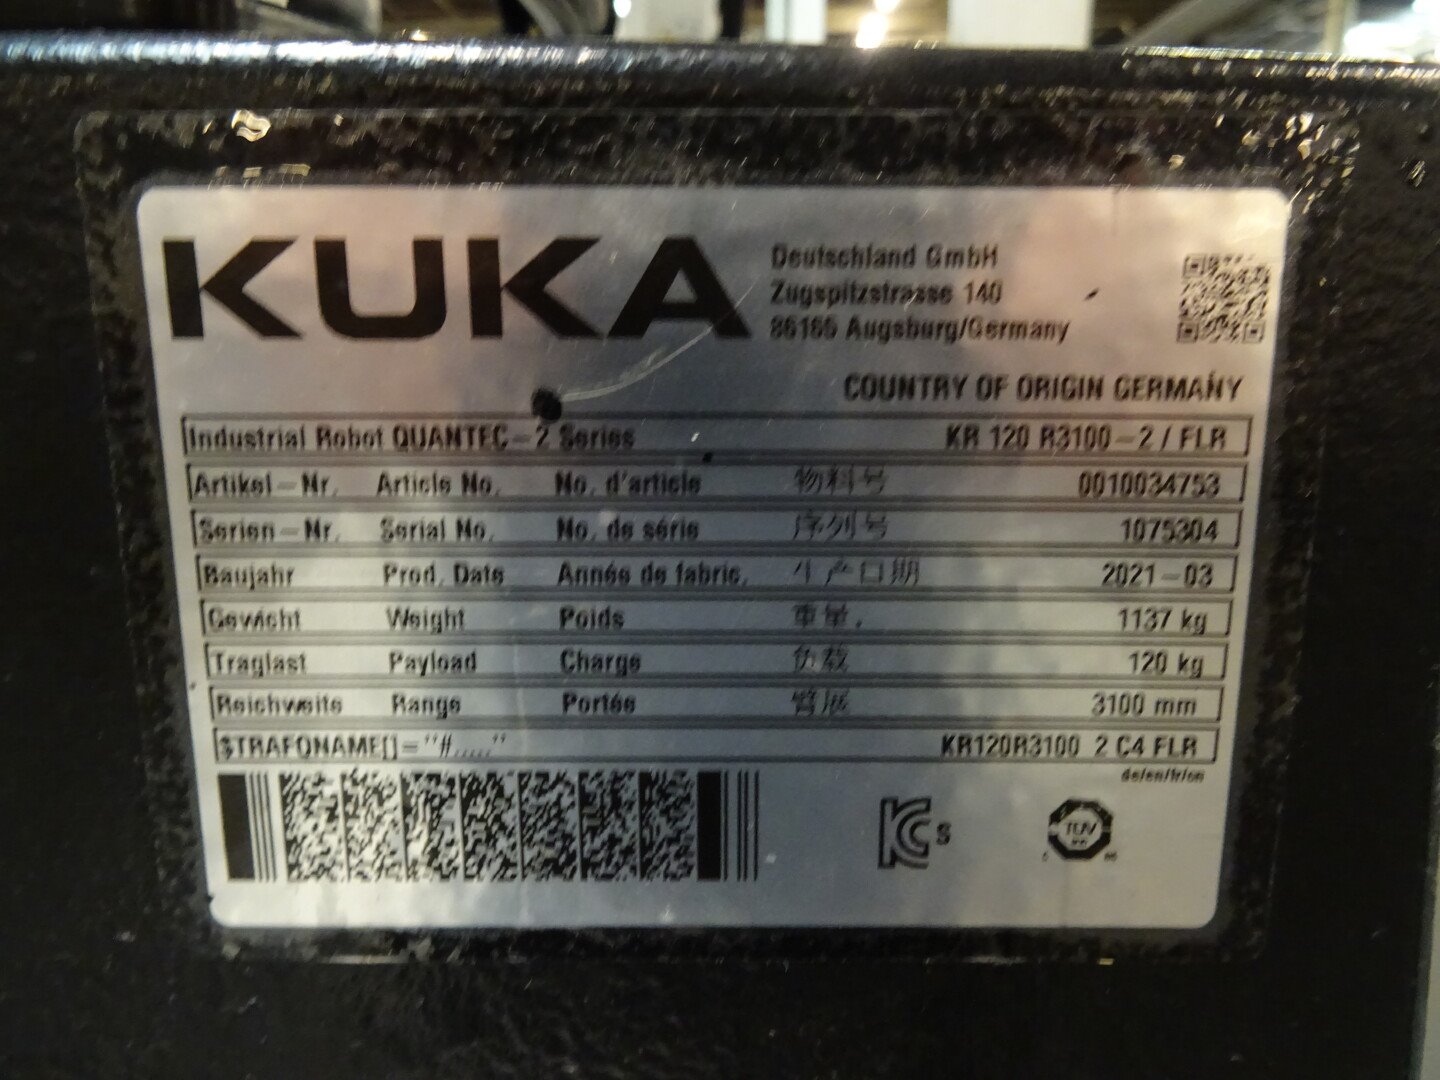 KUKA
Deutschland GmbH
Zugspitzstrasse 140
86165 Augsburg/Germany
COUNTRY OF ORIGIN GERMANY
Industrial Robot QUANTEC-2 Series KR 120 R3100-2 / FLR
Artikel-Nr. Article No. No. d'article 物料号 0010034753
Serien-Nr. Serial No. No. de série 序列号 1075304
Baujahr Prod. Date Année de fabric. 生产日期 2021-03
Gewicht Weight Poids 重量. 1137 kg
Traglast Payload Charge 负载 120 kg
Reichweite Range Portée 臂展 3100 mm
$TRAFONAME[]="#....." KR120R3100_2 C4 FLR
de/en/fr/cn
KC s
TÜV